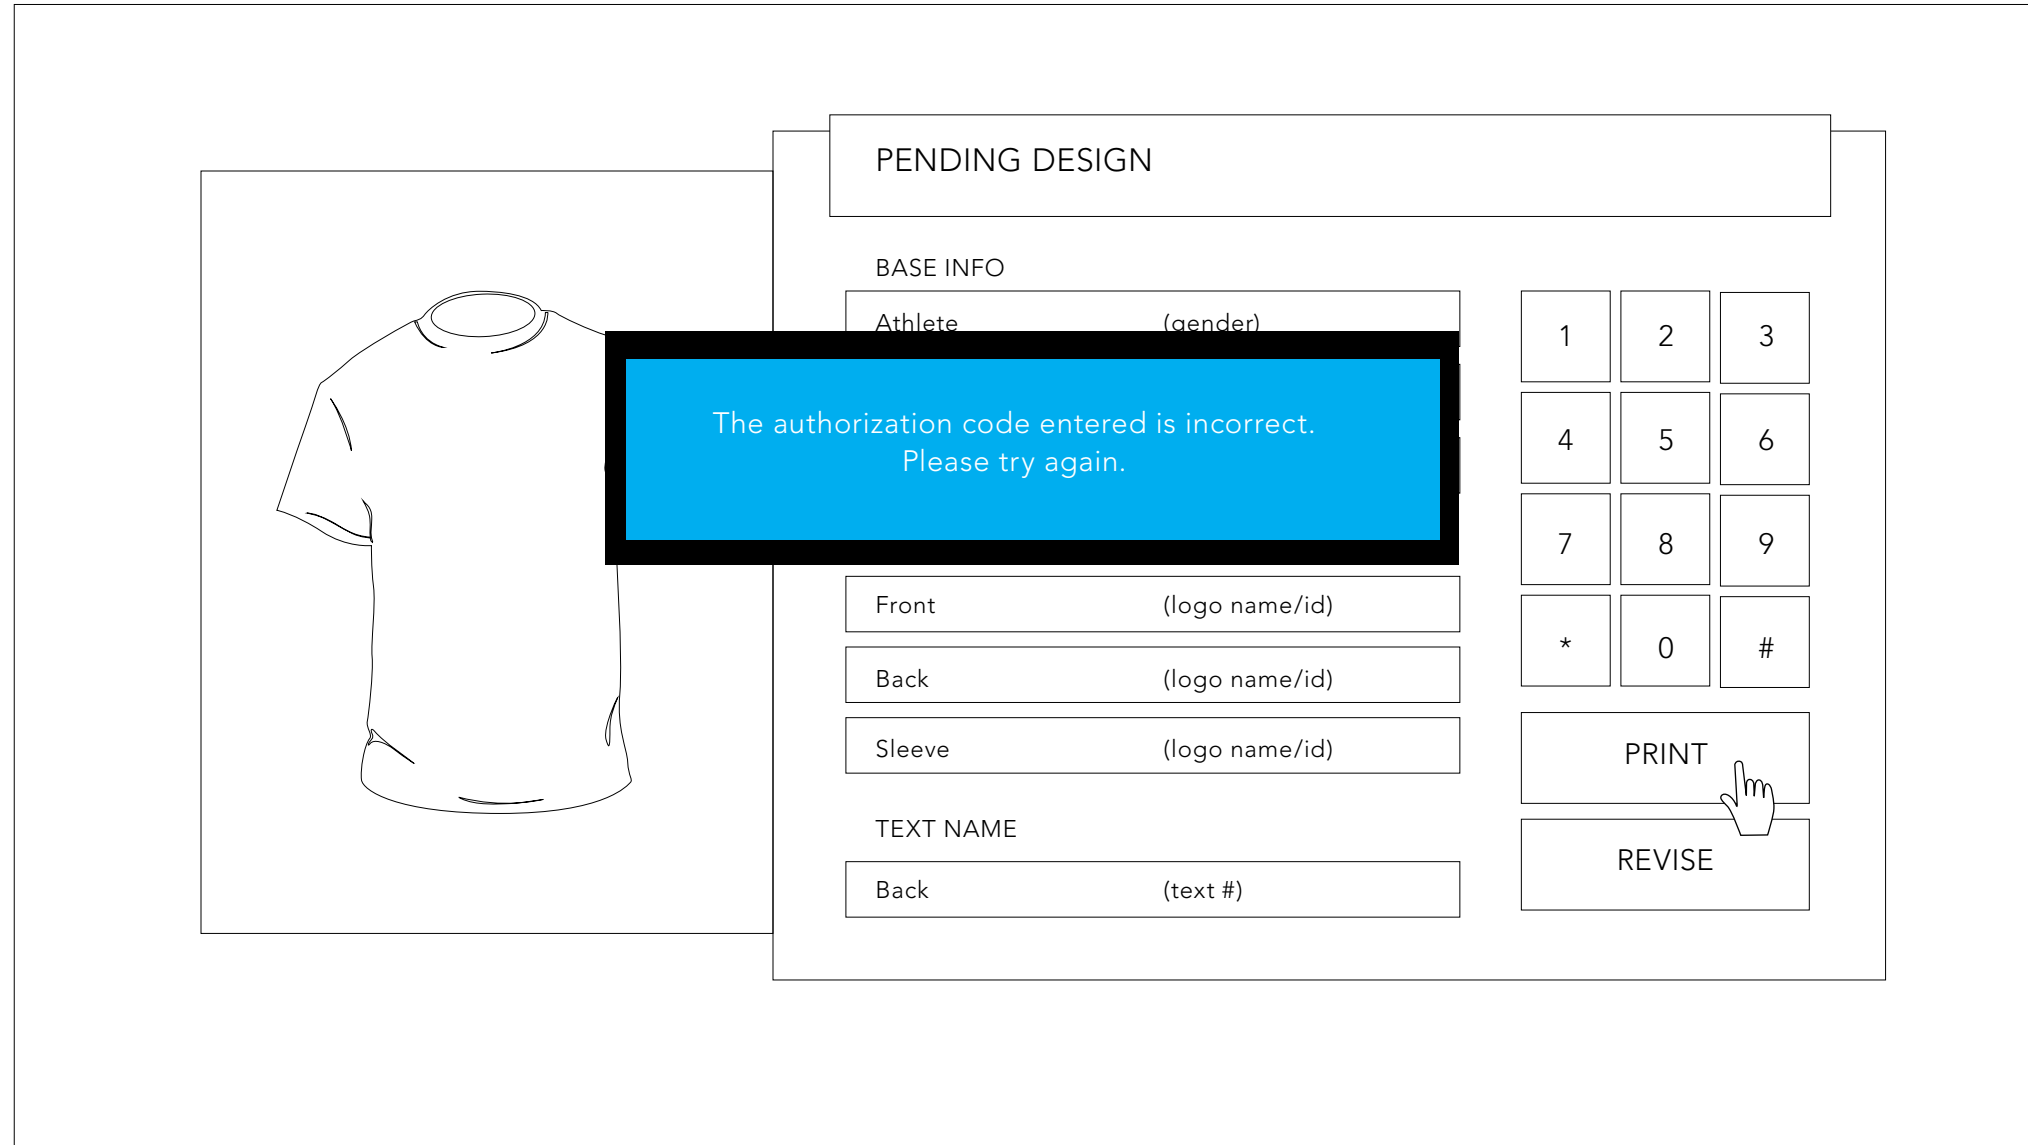 PENDING DESIGN
BASE INFO
Athlete (gender)
The authorization code entered is incorrect.
Please try again.
Front (logo name/id)
Back (logo name/id)
Sleeve (logo name/id)
TEXT NAME
Back (text #)
1 2 3
4 5 6
7 8 9
* 0 #
PRINT
REVISE